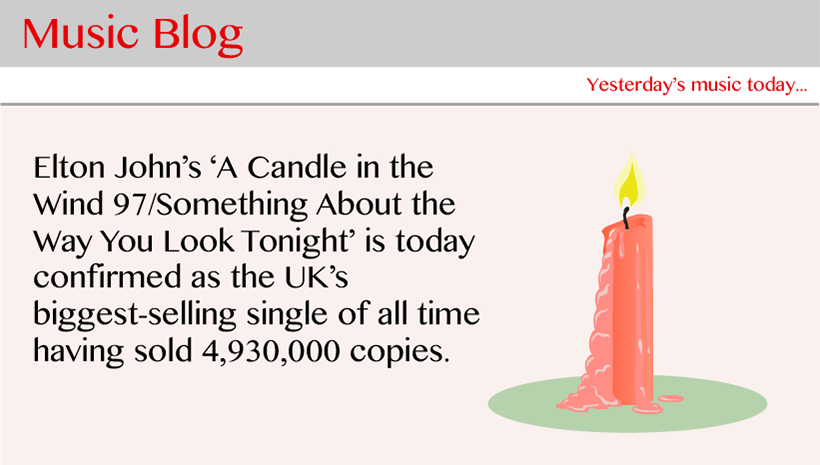 Music Blog
Yesterday’s music today...
Elton John’s ‘A Candle in the
Wind 97/Something About the
Way You Look Tonight’ is today
confirmed as the UK’s
biggest-selling single of all time
having sold 4,930,000 copies.